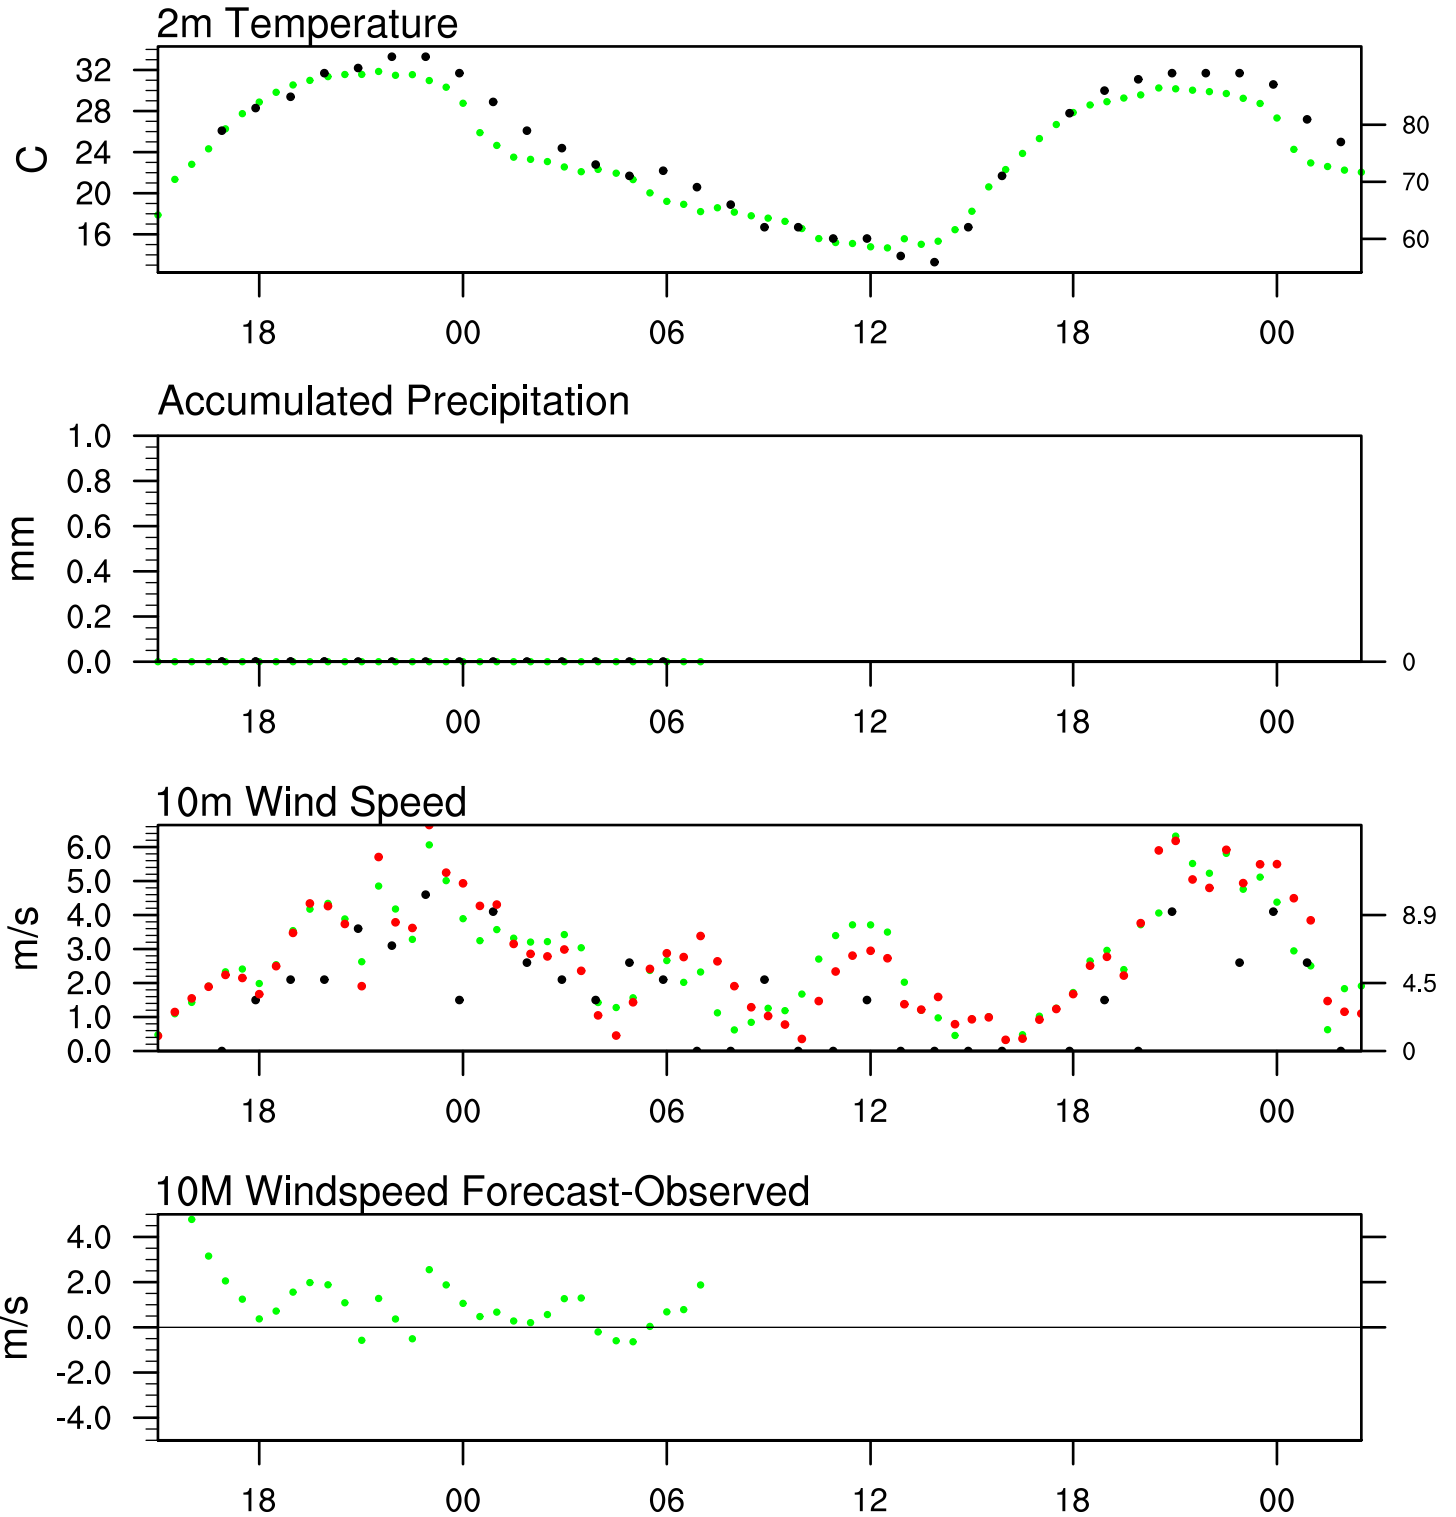 2m Temperature
32
28
24
20
16
C
80
70
60
18 00 06 12 18 00
Accumulated Precipitation
1.0
0.8
0.6
0.4
0.2
0.0
mm
0
18 00 06 12 18 00
10m Wind Speed
6.0
5.0
4.0
3.0
2.0
1.0
0.0
m/s
8.9
4.5
0
18 00 06 12 18 00
10M Windspeed Forecast-Observed
4.0
2.0
0.0
-2.0
-4.0
m/s
18 00 06 12 18 00